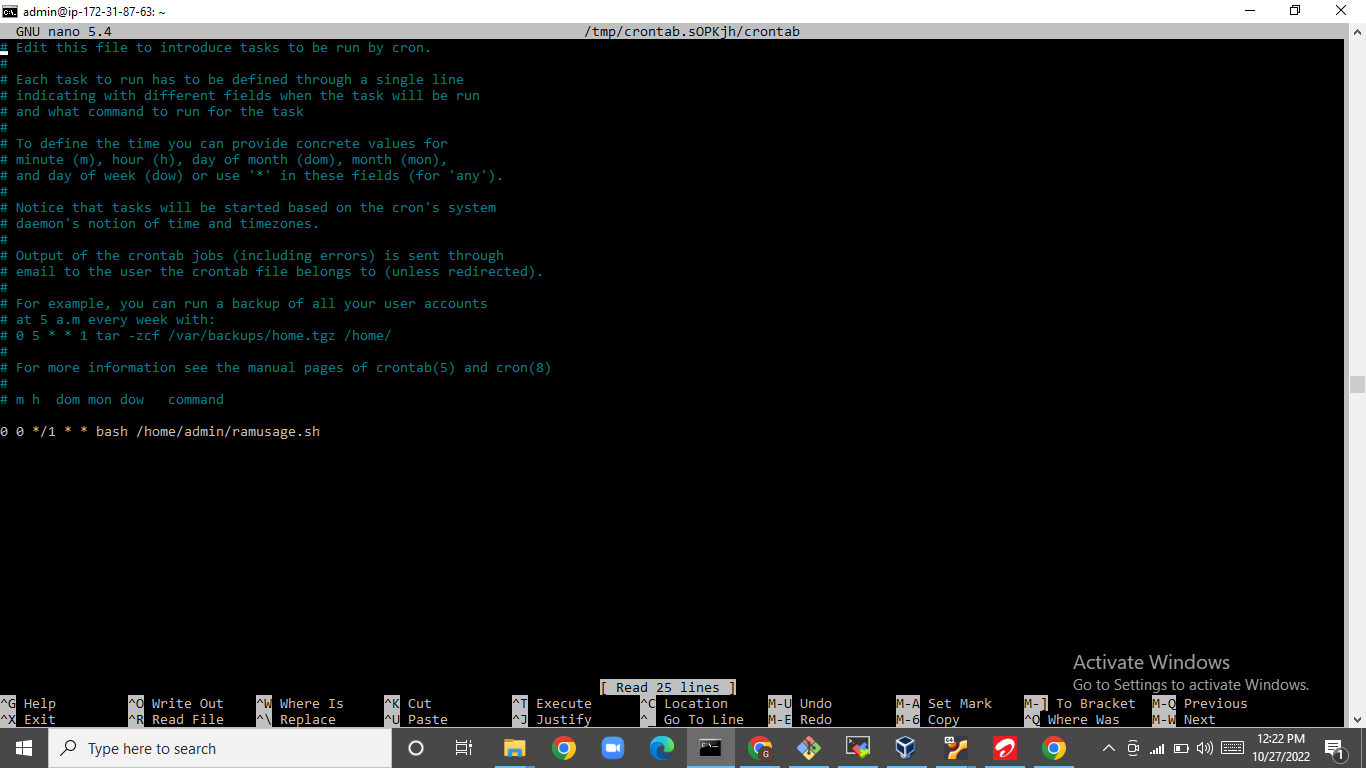 admin@ip-172-31-87-63: ~
GNU nano 5.4 /tmp/crontab.sOPKjh/crontab
# Edit this file to introduce tasks to be run by cron.
#
# Each task to run has to be defined through a single line
# indicating with different fields when the task will be run
# and what command to run for the task
#
# To define the time you can provide concrete values for
# minute (m), hour (h), day of month (dom), month (mon),
# and day of week (dow) or use '*' in these fields (for 'any').
#
# Notice that tasks will be started based on the cron's system
# daemon's notion of time and timezones.
#
# Output of the crontab jobs (including errors) is sent through
# email to the user the crontab file belongs to (unless redirected).
#
# For example, you can run a backup of all your user accounts
# at 5 a.m every week with:
# 0 5 * * 1 tar -zcf /var/backups/home.tgz /home/
#
# For more information see the manual pages of crontab(5) and cron(8)
#
# m h  dom mon dow   command
0 0 */1 * * bash /home/admin/ramusage.sh
Activate Windows
Go to Settings to activate Windows.
[ Read 25 lines ]
^G Help ^O Write Out ^W Where Is ^K Cut ^T Execute ^C Location M-U Undo M-A Set Mark M-] To Bracket M-Q Previous
^X Exit ^R Read File ^\ Replace ^U Paste ^J Justify ^_ Go To Line M-E Redo M-6 Copy ^Q Where Was M-W Next
Type here to search
12:22 PM
10/27/2022
1